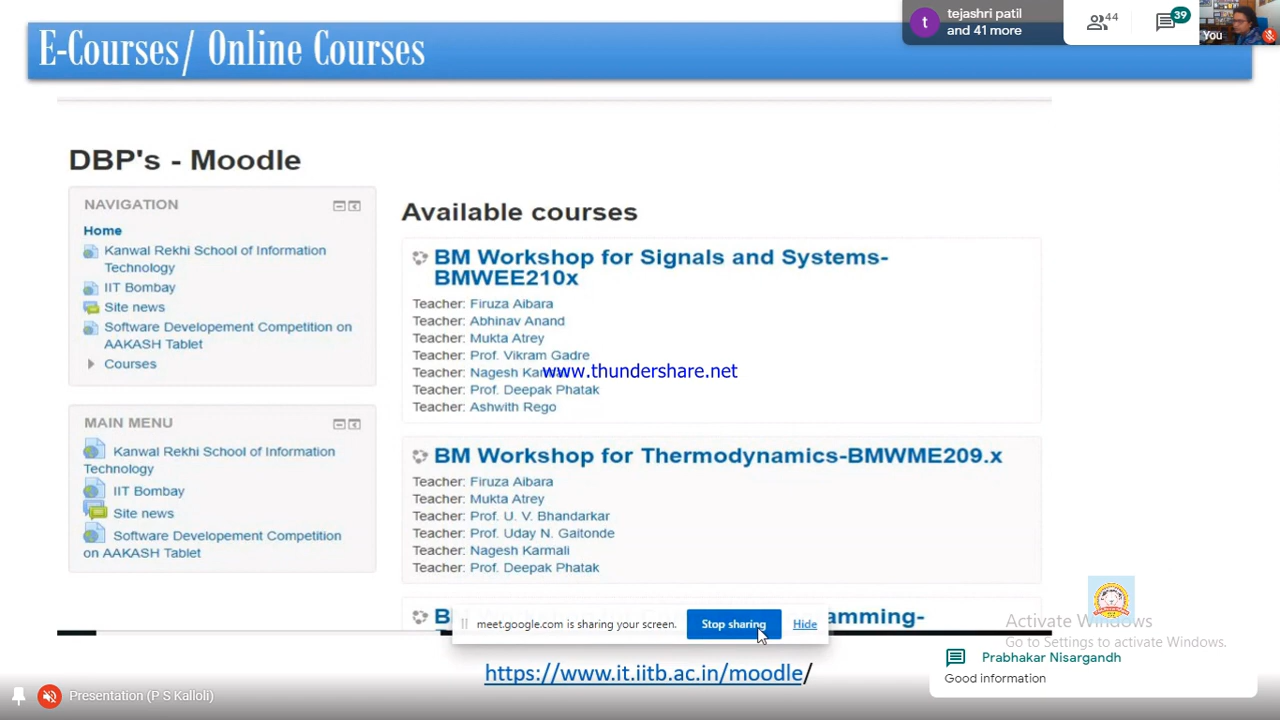 E-Courses/ Online Courses
t
tejashri patil
and 41 more
44
39
You
DBP's - Moodle
NAVIGATION
Home
Kanwal Rekhi School of Information
Technology
IIT Bombay
Site news
Software Developement Competition on
AAKASH Tablet
Courses
MAIN MENU
Kanwal Rekhi School of Information
Technology
IIT Bombay
Site news
Software Developement Competition
on AAKASH Tablet
Available courses
BM Workshop for Signals and Systems-
BMWEE210x
Teacher: Firuza Aibara
Teacher: Abhinav Anand
Teacher: Mukta Atrey
Teacher: Prof. Vikram Gadre
Teacher: Nagesh
www.thundershare.net
Teacher: Prof. Deepak Phatak
Teacher: Ashwith Rego
BM Workshop for Thermodynamics-BMWME209.x
Teacher: Firuza Aibara
Teacher: Mukta Atrey
Teacher: Prof. U. V. Bhandarkar
Teacher: Prof. Uday N. Gaitonde
Teacher: Nagesh Karmali
Teacher: Prof. Deepak Phatak
meet.google.com is sharing your screen.
Stop sharing
Hide
Activate Windows
Go to Settings to activate Windows.
Prabhakar Nisargandh
Good information
https://www.it.iitb.ac.in/moodle/
Presentation (P S Kalloli)